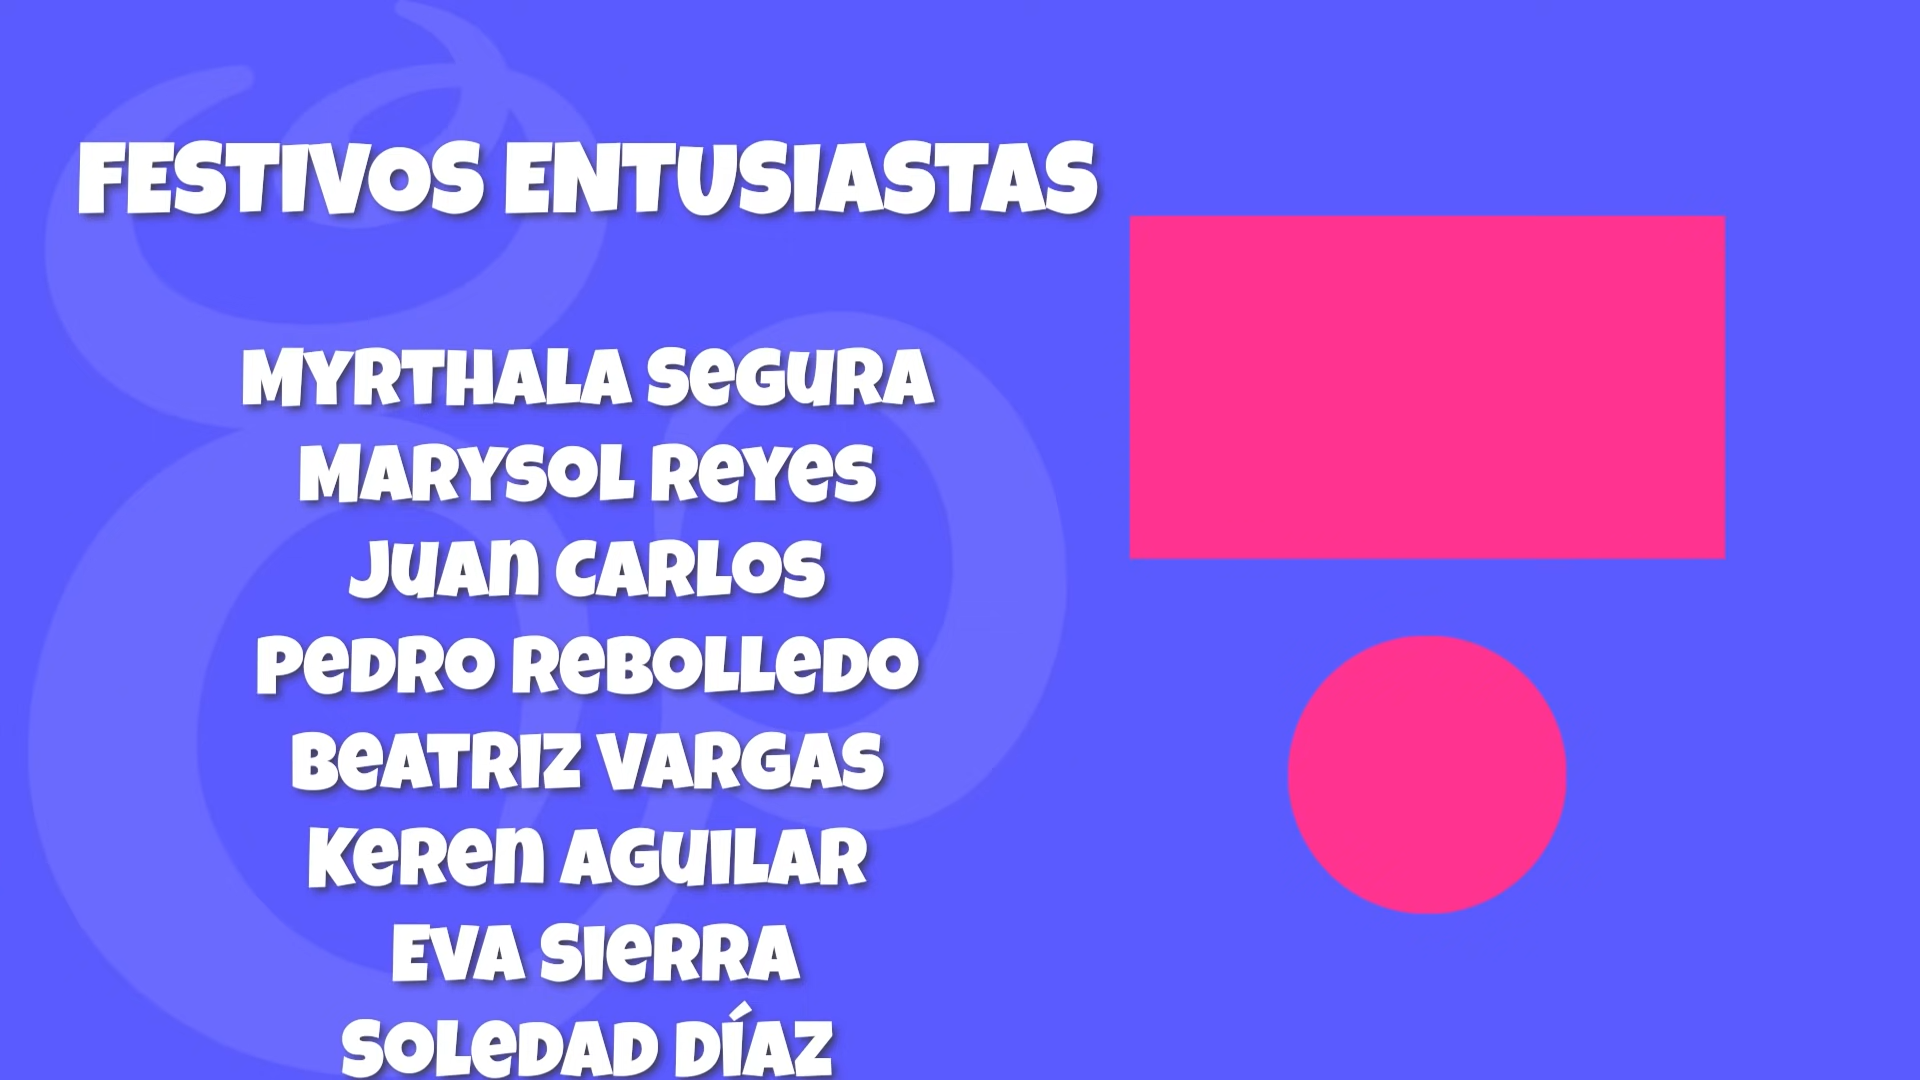 FESTIVOS ENTUSIASTAS
MYRTHALA SEGURA
MARYSOL REYES
JUAN CARLOS
PEDRO REBOLLEDO
BEATRIZ VARGAS
KEREN AGUILAR
EVA SIERRA
SOLEDAD DÍAZ